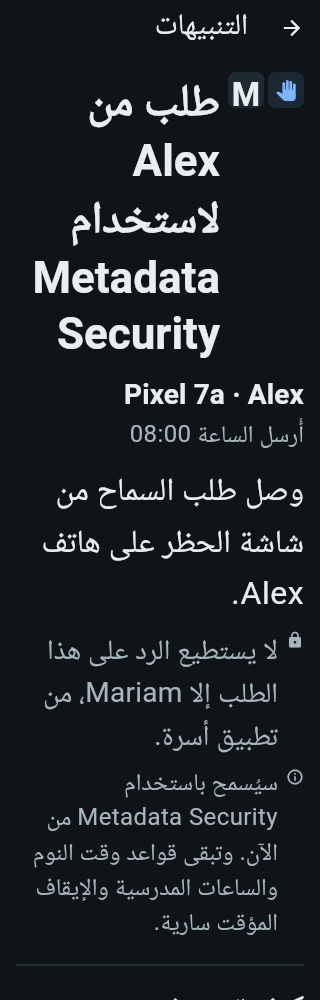 التنبيهات
M
طلب من
Alex
لاستخدام
Metadata
Security
Pixel 7a · Alex
أرسل الساعة 08:00
وصل طلب السماح من
شاشة الحظر على هاتف
Alex.
لا يستطيع الرد على هذا
الطلب إلا Mariam، من
تطبيق أسرة.
سيُسمح باستخدام
Metadata Security من
الآن. وتبقى قواعد وقت النوم
والساعات المدرسية والإيقاف
المؤقت سارية.